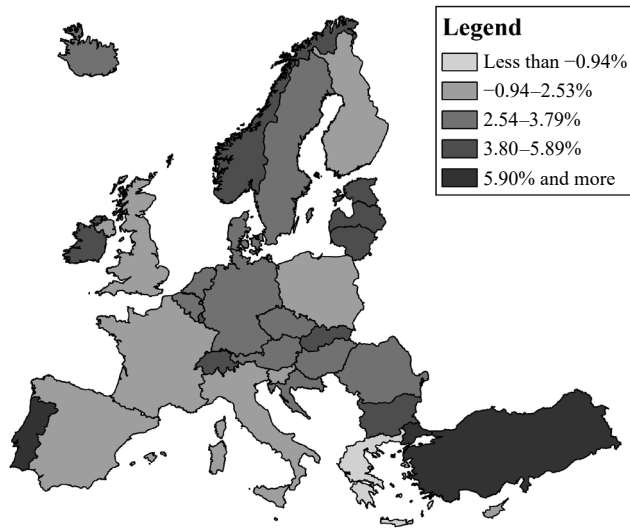 Legend
Less than −0.94%
−0.94–2.53%
2.54–3.79%
3.80–5.89%
5.90% and more